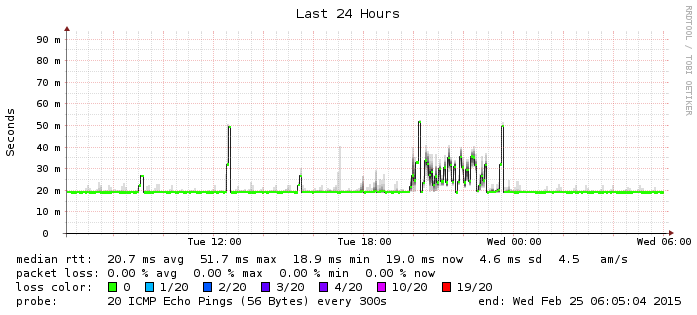 Last 24 Hours
RRDTOOL / TOBI OETIKER
Seconds
90 m
80 m
70 m
60 m
50 m
40 m
30 m
20 m
10 m
0
Tue 12:00 Tue 18:00 Wed 00:00 Wed 06:00
median rtt: 20.7 ms avg 51.7 ms max 18.9 ms min 19.0 ms now 4.6 ms sd 4.5 am/s
packet loss: 0.00 % avg 0.00 % max 0.00 % min 0.00 % now
loss color: 0 1/20 2/20 3/20 4/20 10/20 19/20
probe: 20 ICMP Echo Pings (56 Bytes) every 300s end: Wed Feb 25 06:05:04 2015